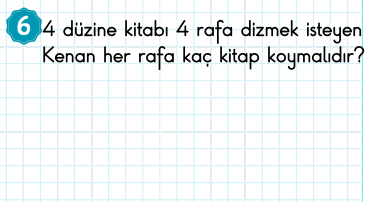 6 4 düzine kitabı 4 rafa dizmek isteyen
Kenan her rafa kaç kitap koymalıdır?